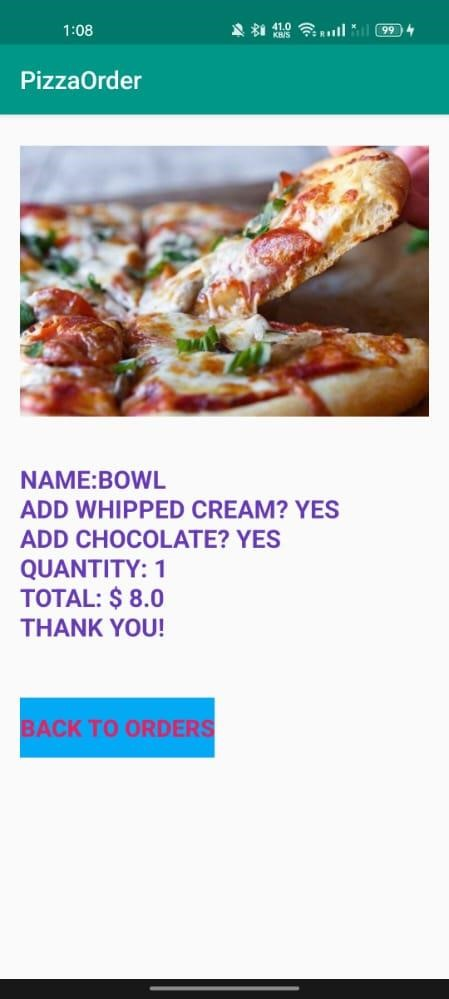 1:08
41.0
KB/S
R
99
PizzaOrder
NAME:BOWL
ADD WHIPPED CREAM? YES
ADD CHOCOLATE? YES
QUANTITY: 1
TOTAL: $ 8.0
THANK YOU!
BACK TO ORDERS